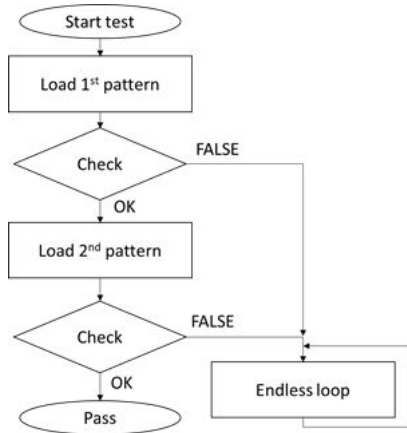 Start test
Load 1st pattern
Check
FALSE
OK
Load 2nd pattern
Check
FALSE
OK
Endless loop
Pass